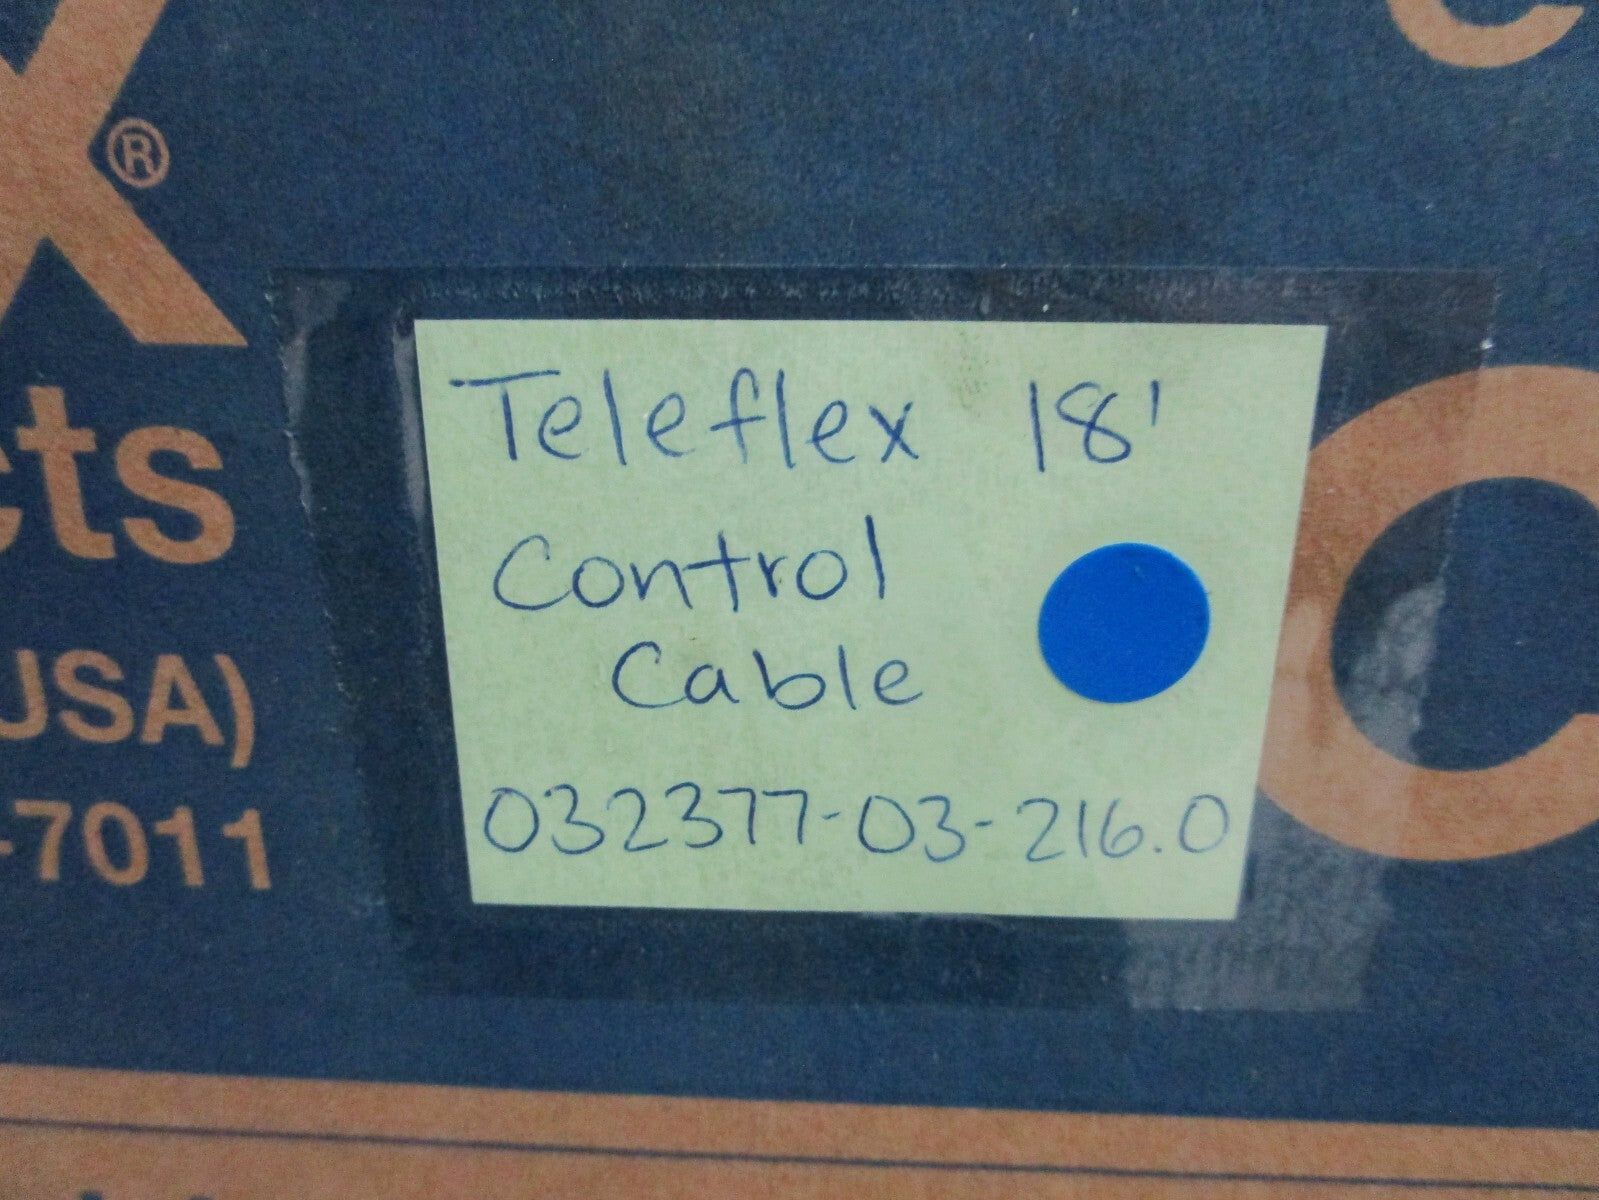 X®
cts
USA)
-7011
C
Teleflex 18'
Control
Cable
032377-03-216.0